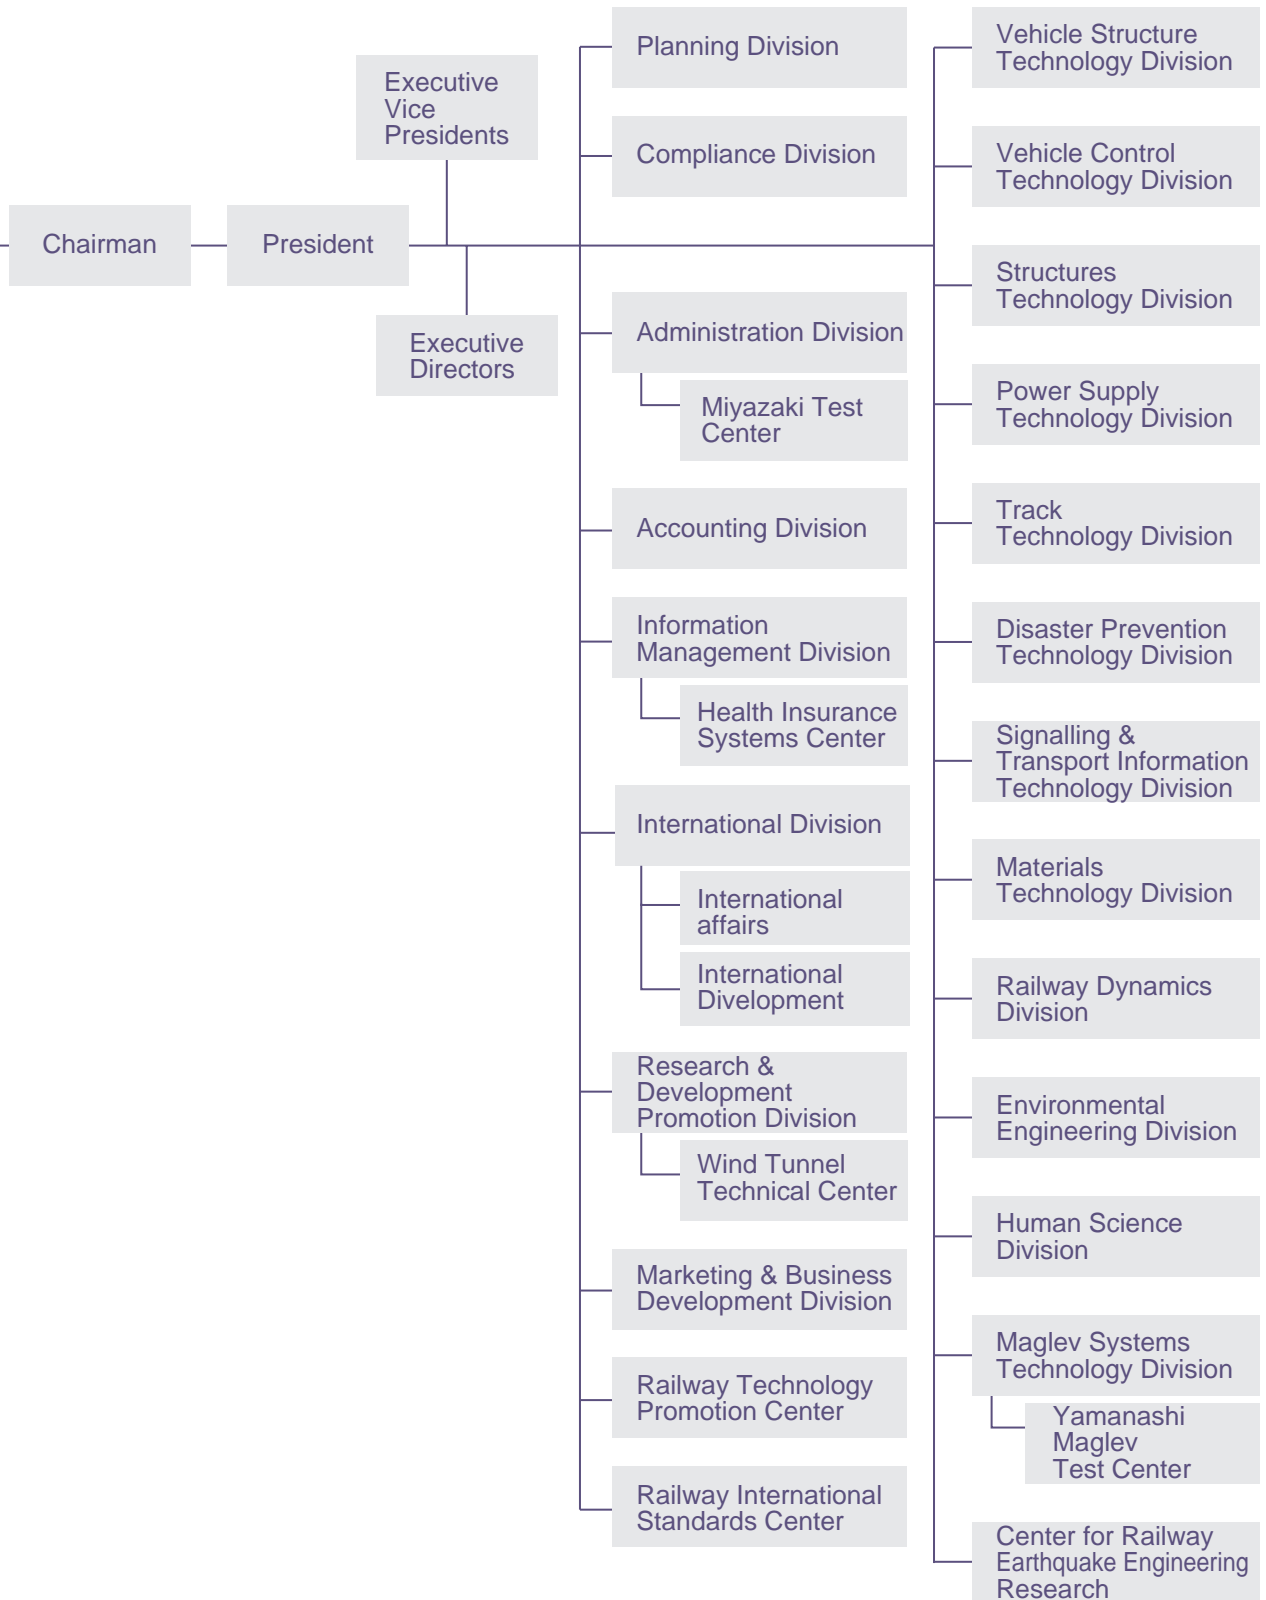 Chairman
President
Executive
Vice
Presidents
Executive
Directors
Planning Division
Compliance Division
Administration Division
Miyazaki Test
Center
Accounting Division
Information
Management Division
Health Insurance
Systems Center
International Division
International
affairs
International
Divelopment
Research &
Development
Promotion Division
Wind Tunnel
Technical Center
Marketing & Business
Development Division
Railway Technology
Promotion Center
Railway International
Standards Center
Vehicle Structure
Technology Division
Vehicle Control
Technology Division
Structures
Technology Division
Power Supply
Technology Division
Track
Technology Division
Disaster Prevention
Technology Division
Signalling &
Transport Information
Technology Division
Materials
Technology Division
Railway Dynamics
Division
Environmental
Engineering Division
Human Science
Division
Maglev Systems
Technology Division
Yamanashi
Maglev
Test Center
Center for Railway
Earthquake Engineering
Research